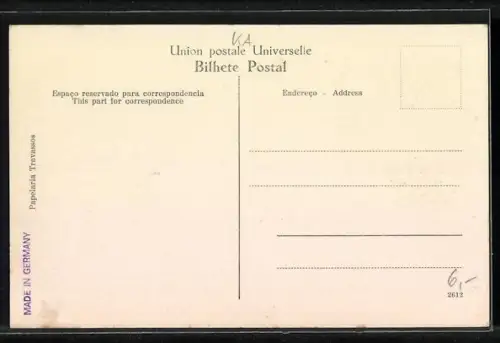 KA
Union postale Universelle
Bilhete Postal
Espaço reservado para correspondencia
This part for correspondence
Endereço - Address
Papelaria Travassos
MADE IN GERMANY
6,-
2612